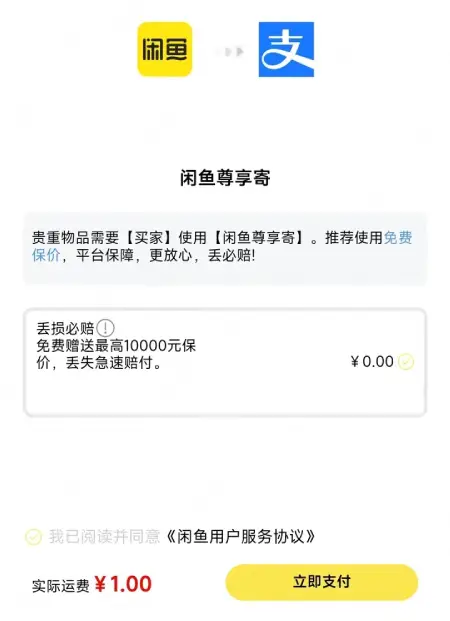 闲鱼
支
闲鱼尊享寄
贵重物品需要【买家】使用【闲鱼尊享寄】。推荐使用免费
保价，平台保障，更放心，丢必赔!
丢损必赔
免费赠送最高10000元保
价，丢失急速赔付。
¥0.00
我已阅读并同意《闲鱼用户服务协议》
实际运费 ¥1.00
立即支付